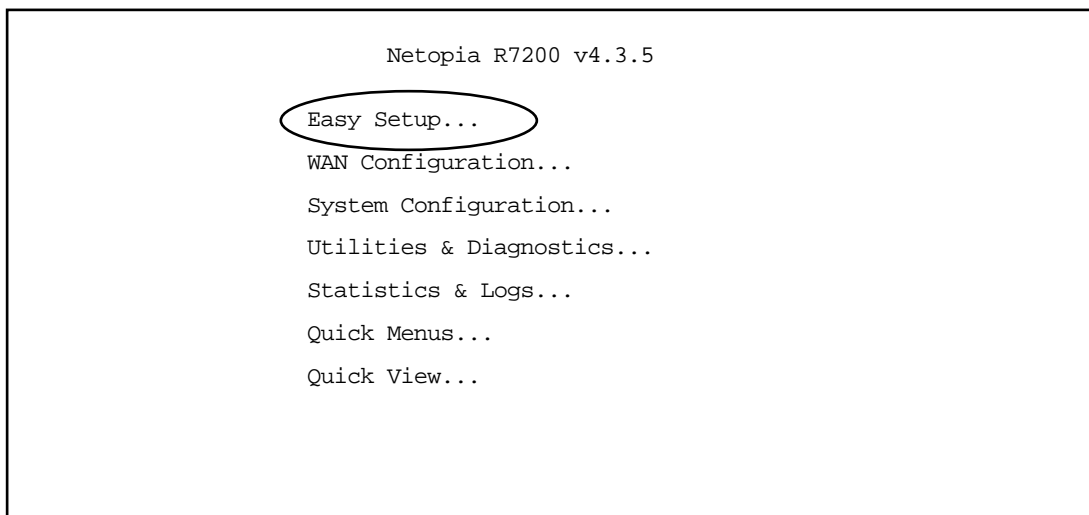 Netopia R7200 v4.3.5
Easy Setup...
WAN Configuration...
System Configuration...
Utilities & Diagnostics...
Statistics & Logs...
Quick Menus...
Quick View...